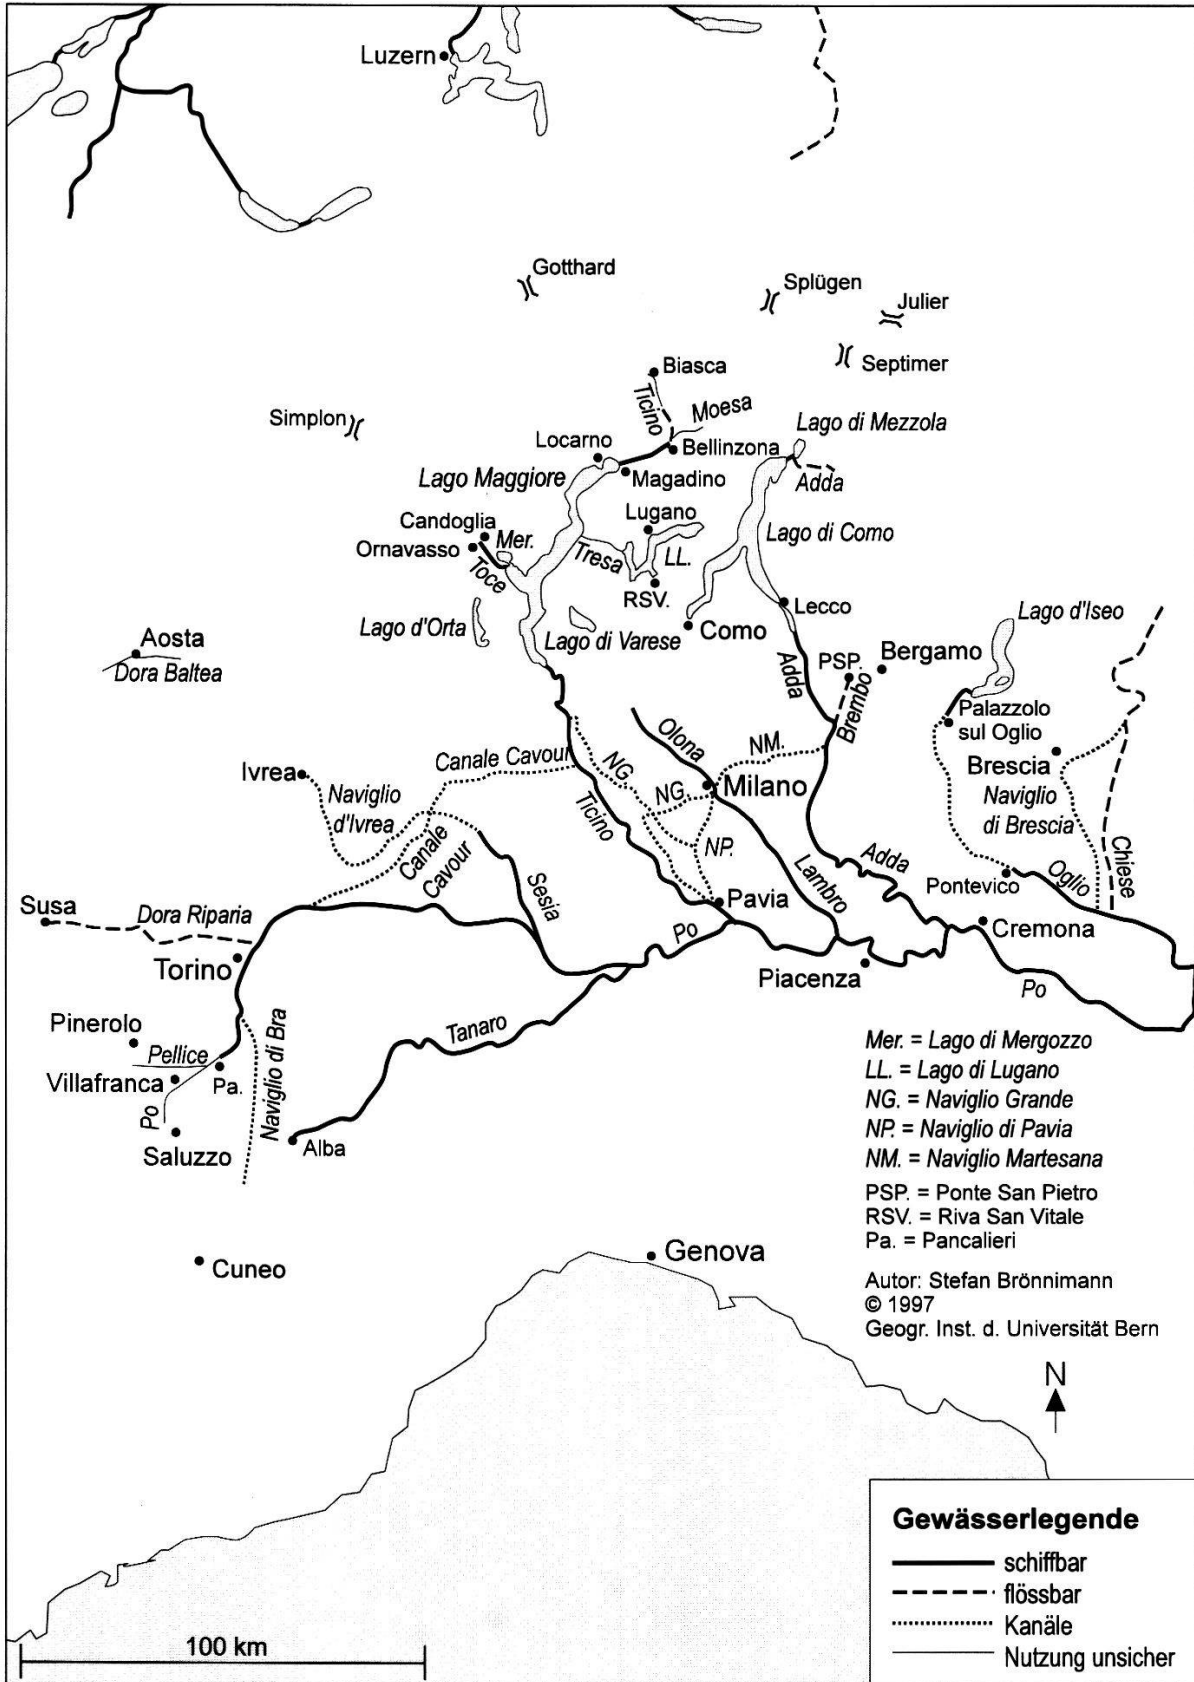 Luzern
Gotthard
Splügen
Julier
Septimer
Biasca
Simplon
Ticino
Moesa
Lago di Mezzola
Locarno
Bellinzona
Lago Maggiore
Magadino
Adda
Candoglia
Lugano
Lago di Como
Ornavasso
Mer.
Tresa
LL.
Toce
RSV.
Lecco
Lago d'Orta
Lago di Varese
Como
Lago d'Iseo
Aosta
Dora Baltea
Adda
PSP.
Bergamo
Brembo
Palazzolo
sul Oglio
Olona
NM.
Canale Cavour
NG.
Ivrea
Brescia
Naviglio
d'Ivrea
NG.
Milano
Naviglio
di Brescia
Ticino
Canale
Cavour
NP.
Adda
Chiese
Sesia
Lambro
Pontevico
Oglio
Susa
Dora Riparia
Pavia
Po
Cremona
Torino
Piacenza
Po
Pinerolo
Tanaro
Pellice
Naviglio di Bra
Villafranca
Pa.
Po
Saluzzo
Alba
Mer. = Lago di Mergozzo
LL. = Lago di Lugano
NG. = Naviglio Grande
NP. = Naviglio di Pavia
NM. = Naviglio Martesana
PSP. = Ponte San Pietro
RSV. = Riva San Vitale
Pa. = Pancalieri
Cuneo
Genova
Autor: Stefan Brönnimann
© 1997
Geogr. Inst. d. Universität Bern
N
Gewässerlegende
schiffbar
flössbar
Kanäle
Nutzung unsicher
100 km